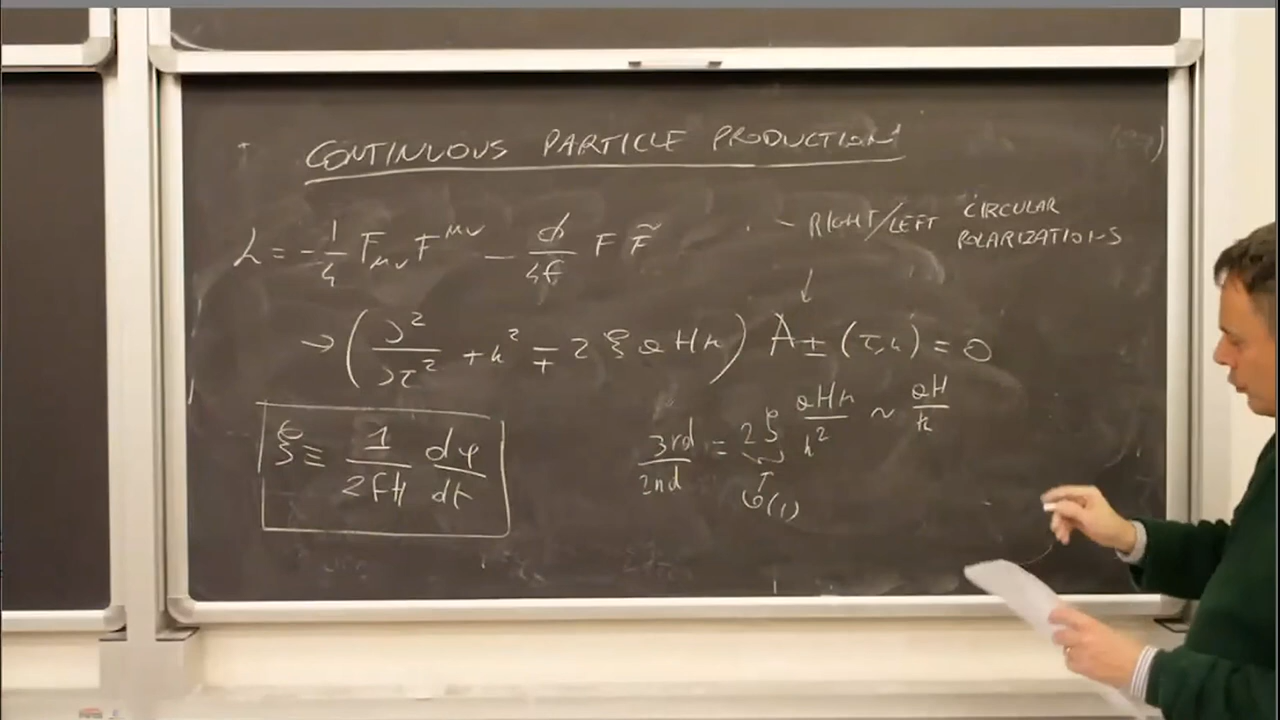 CONTINUOUS PARTICLE PRODUCTION
L = -1/4 F_μν F^μν - ϕ/4f F F̃
- RIGHT/LEFT CIRCULAR POLARIZATIONS
↓
→ (∂²/∂τ² + k² ∓ 2 ξ a H k) A± (τ, k) = 0
ξ ≡ 1/2fH dφ/dt
3rd/2nd = 2ξ aHk/k² ~ aH/k
↑
O(1)